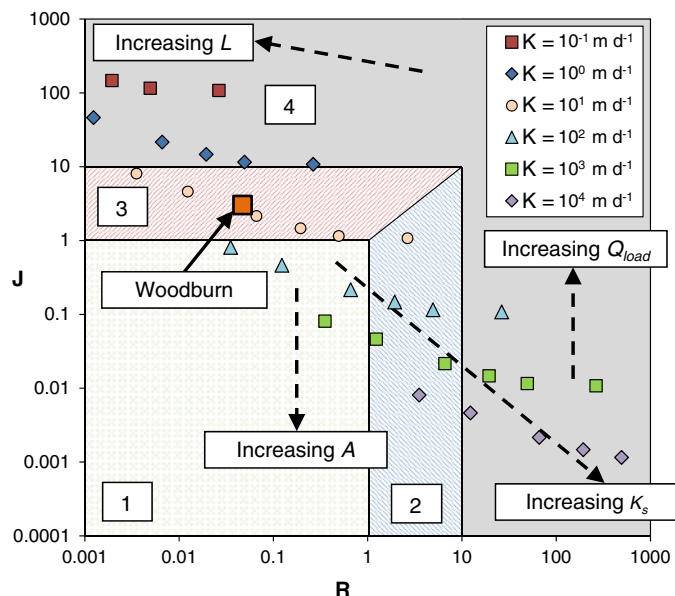 1000
100
10
1
0.1
0.01
0.001
0.0001
J
Increasing L
4
K = 10⁻¹ m d⁻¹
K = 10⁰ m d⁻¹
K = 10¹ m d⁻¹
K = 10² m d⁻¹
K = 10³ m d⁻¹
K = 10⁴ m d⁻¹
3
Woodburn
Increasing Q_load
Increasing A
1
2
Increasing K_s
0.001
0.01
0.1
1
10
100
1000
R